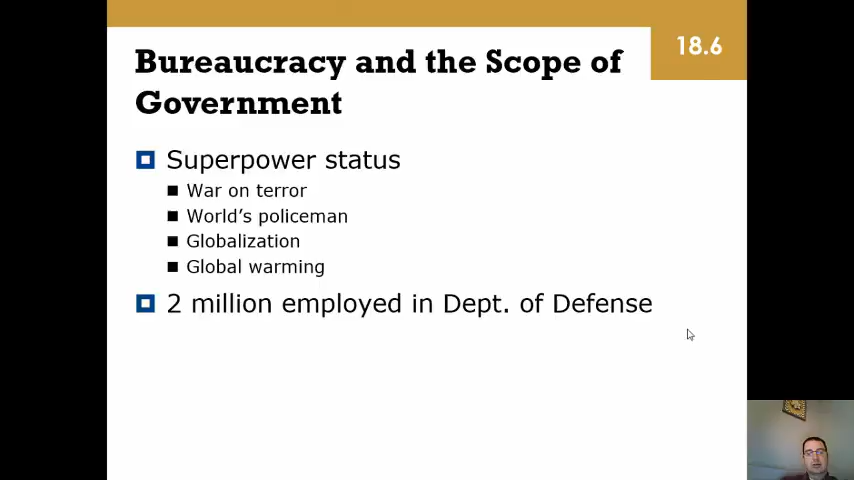 18.6
Bureaucracy and the Scope of
Government
Superpower status
War on terror
World's policeman
Globalization
Global warming
2 million employed in Dept. of Defense